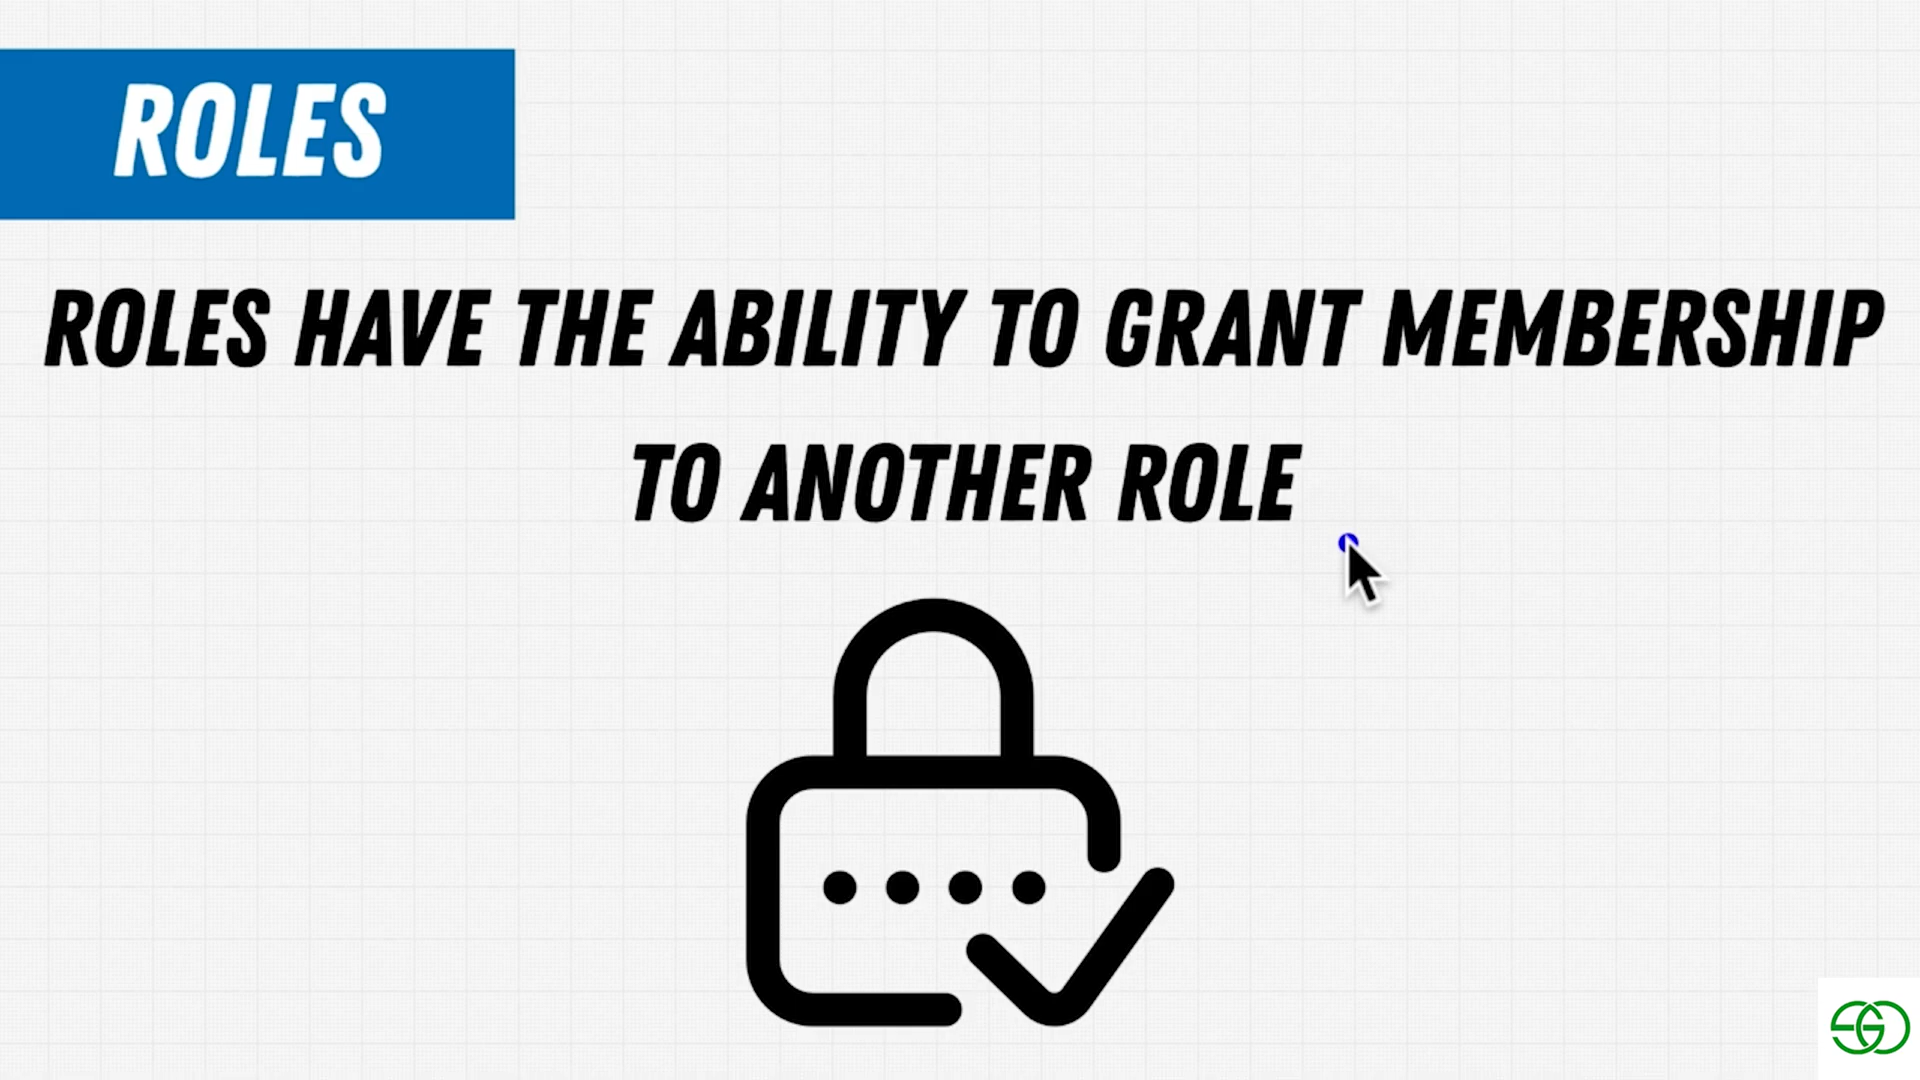 ROLES
ROLES HAVE THE ABILITY TO GRANT MEMBERSHIP
TO ANOTHER ROLE